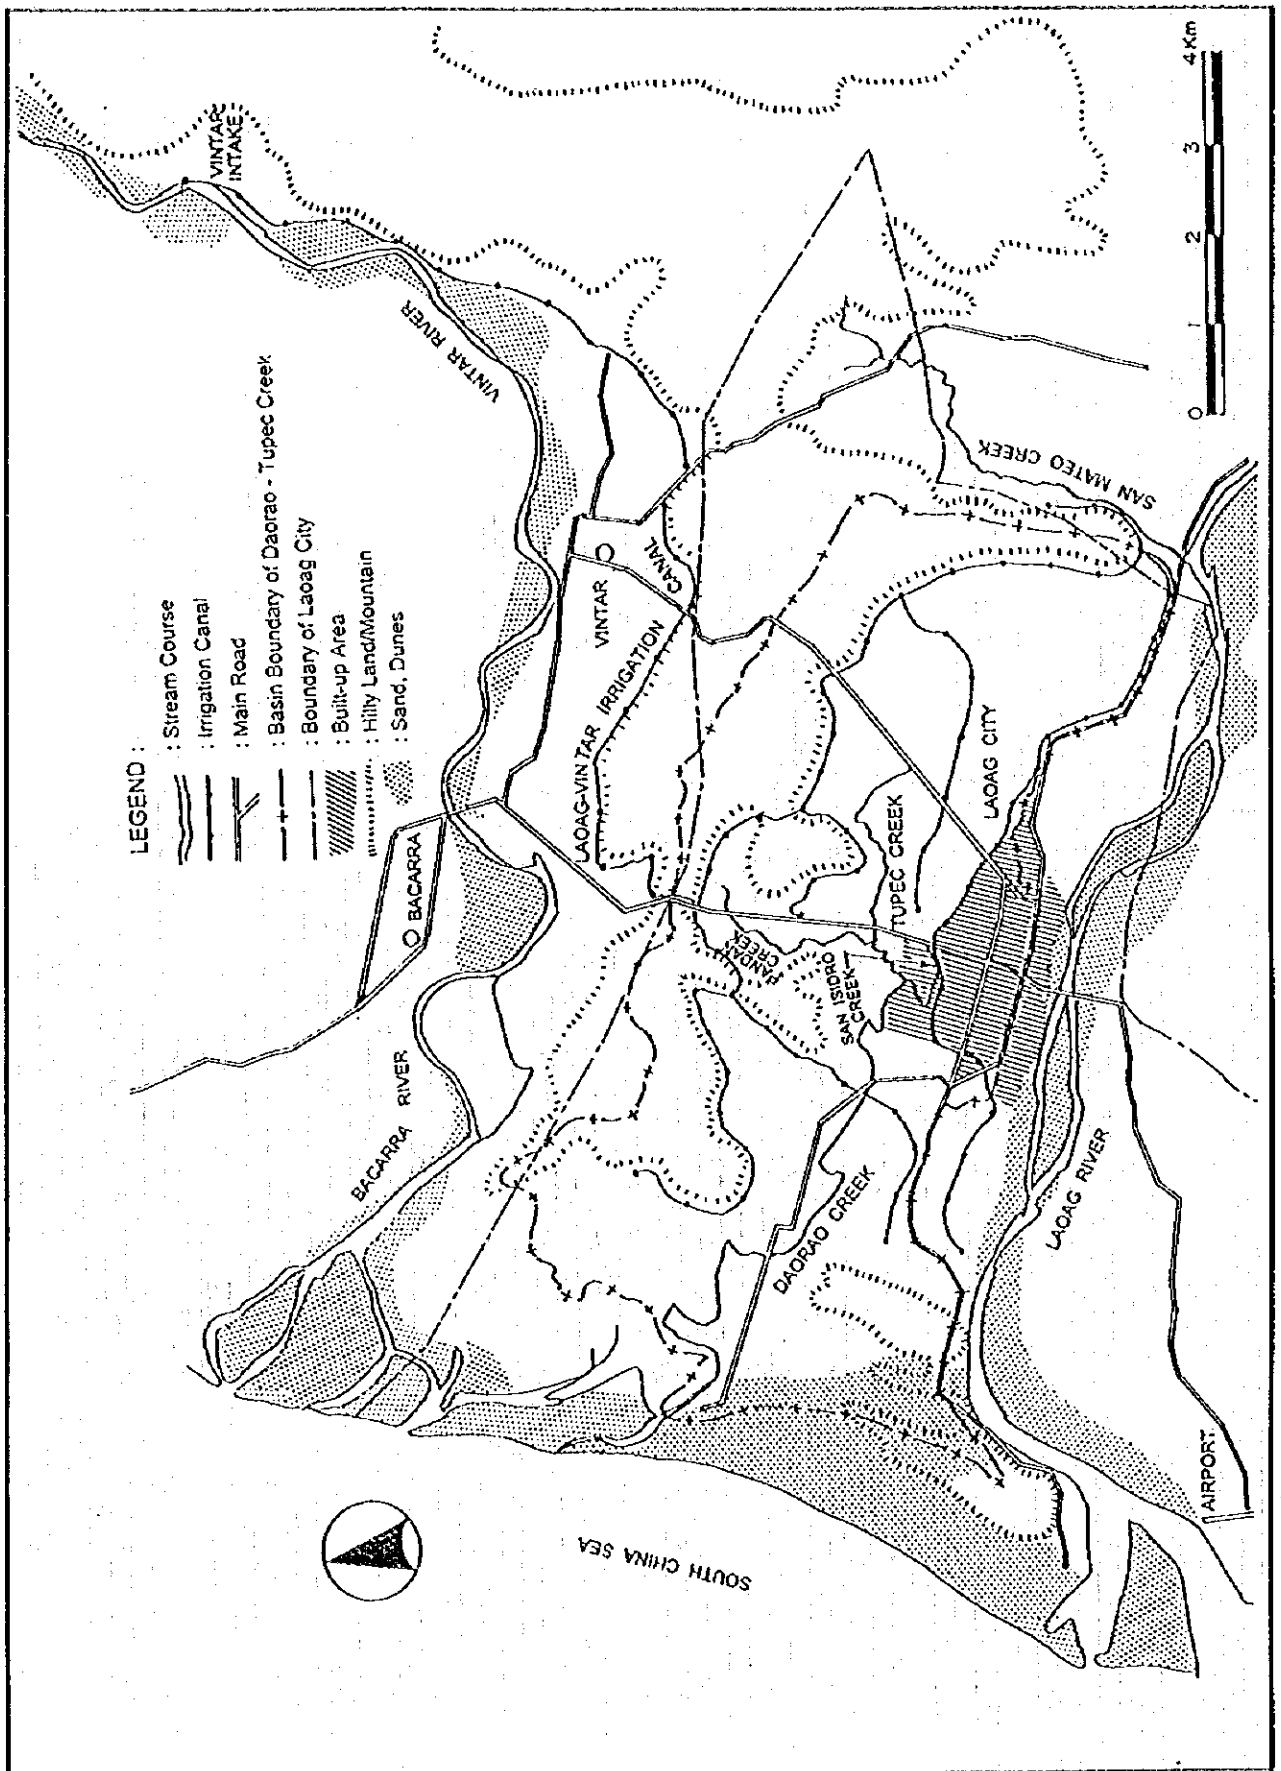 LEGEND :
: Stream Course
: Irrigation Canal
: Main Road
: Basin Boundary of Daorao - Tupec Creek
: Boundary of Laoag City
: Built-up Area
: Hilly Land/Mountain
: Sand, Dunes
VINTAR
INTAKE
VINTAR RIVER
BACARRA
BACARRA RIVER
VINTAR
LAOAG-VINTAR IRRIGATION CANAL
PANDAN
CREEK
SAN ISIDRO
CREEK
TUPEC CREEK
LAOAG CITY
SAN MATEO CREEK
DAORAO CREEK
LAOAG RIVER
SOUTH CHINA SEA
AIRPORT
0 1 2 3 4 Km